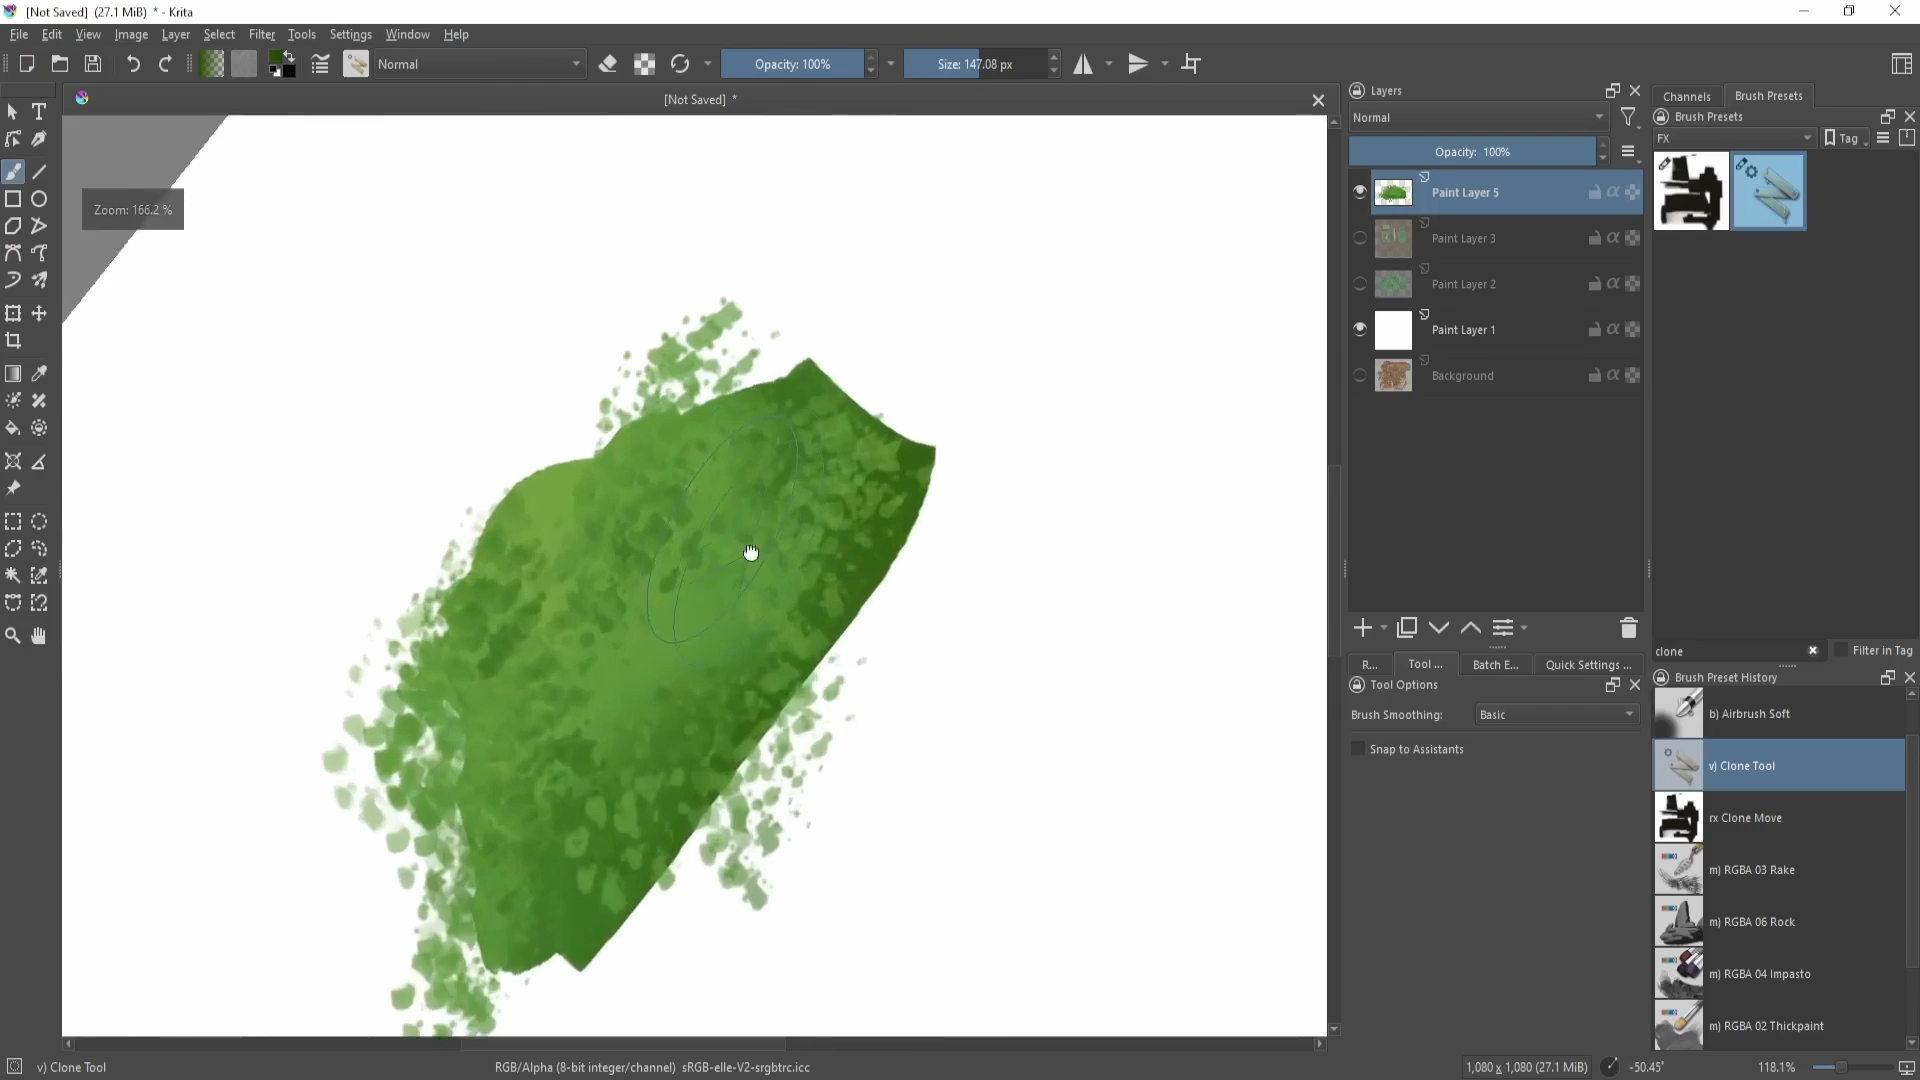 [Not Saved] (27.1 MiB) * - Krita
File Edit View Image Layer Select Filter Tools Settings Window Help
Normal
Opacity: 100%
Size: 147.08 px
[Not Saved] *
Zoom: 166.2 %
Layers
Normal
Opacity: 100%
Paint Layer 5
Paint Layer 3
Paint Layer 2
Paint Layer 1
Background
R... Tool ... Batch E... Quick Settings ...
Tool Options
Brush Smoothing: Basic
Snap to Assistants
Channels Brush Presets
Brush Presets
FX
Tag
clone
Filter in Tag
Brush Preset History
b) Airbrush Soft
v) Clone Tool
rx Clone Move
m) RGBA 03 Rake
m) RGBA 06 Rock
m) RGBA 04 Impasto
m) RGBA 02 Thickpaint
v) Clone Tool
RGB/Alpha (8-bit integer/channel) sRGB-elle-V2-srgbtrc.icc
1,080 x 1,080 (27.1 MiB)
-50.45°
118.1%